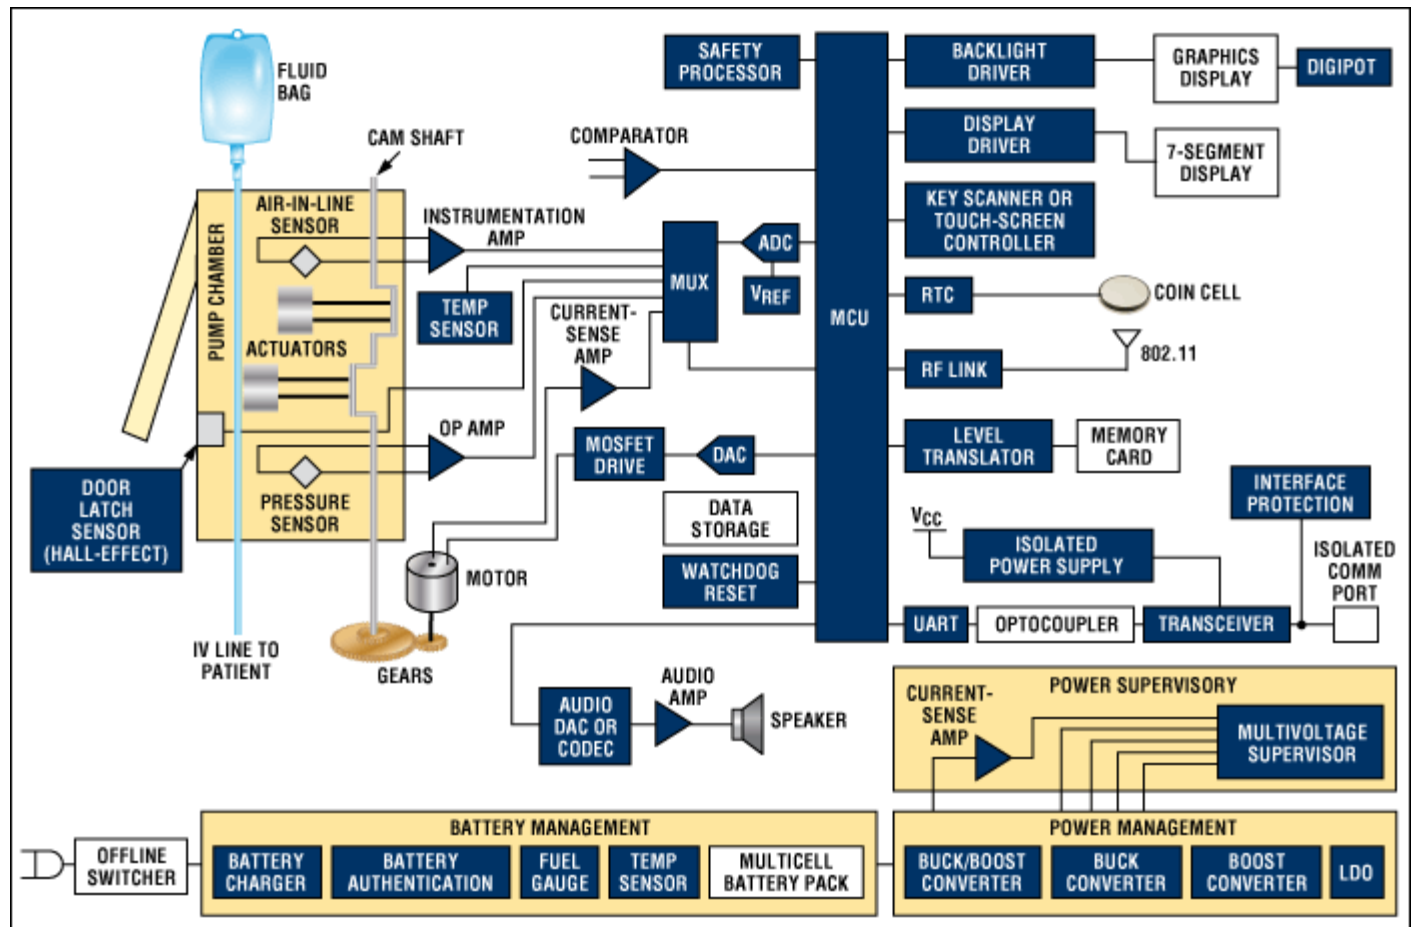 FLUID
BAG
CAM SHAFT
PUMP CHAMBER
AIR-IN-LINE
SENSOR
ACTUATORS
PRESSURE
SENSOR
DOOR
LATCH
SENSOR
(HALL-EFFECT)
IV LINE TO
PATIENT
GEARS
MOTOR
INSTRUMENTATION
AMP
TEMP
SENSOR
OP AMP
CURRENT-
SENSE
AMP
COMPARATOR
SAFETY
PROCESSOR
MUX
ADC
VREF
MOSFET
DRIVE
DAC
DATA
STORAGE
WATCHDOG
RESET
AUDIO
DAC OR
CODEC
AUDIO
AMP
SPEAKER
MCU
BACKLIGHT
DRIVER
GRAPHICS
DISPLAY
DIGIPOT
DISPLAY
DRIVER
7-SEGMENT
DISPLAY
KEY SCANNER OR
TOUCH-SCREEN
CONTROLLER
RTC
COIN CELL
RF LINK
802.11
LEVEL
TRANSLATOR
MEMORY
CARD
INTERFACE
PROTECTION
VCC
ISOLATED
POWER SUPPLY
ISOLATED
COMM
PORT
UART
OPTOCOUPLER
TRANSCEIVER
POWER SUPERVISORY
CURRENT-
SENSE
AMP
MULTIVOLTAGE
SUPERVISOR
OFFLINE
SWITCHER
BATTERY MANAGEMENT
BATTERY
CHARGER
BATTERY
AUTHENTICATION
FUEL
GAUGE
TEMP
SENSOR
MULTICELL
BATTERY PACK
POWER MANAGEMENT
BUCK/BOOST
CONVERTER
BUCK
CONVERTER
BOOST
CONVERTER
LDO